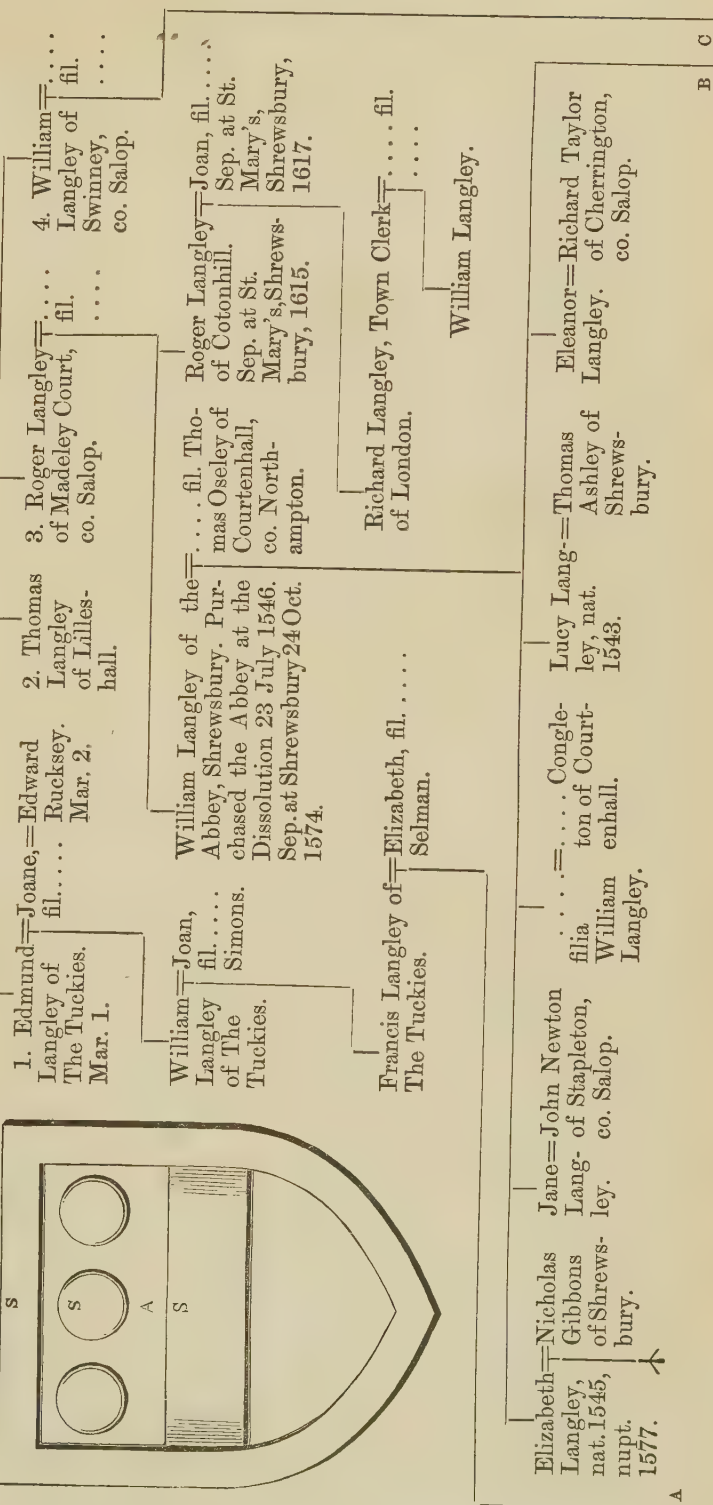 S
S
A
S
1. Edmund=Joane,=Edward
Langley of fil..... Rucksey.
The Tuckies. Mar. 2.
Mar. 1.
2. Thomas
Langley
of Lilles-
hall.
3. Roger Langley=....
of Madeley Court, fil.
co. Salop. ....
4. William=....
Langley of fil.
Swinney, ....
co. Salop.
William=Joan,
Langley fil.....
of The Simons.
Tuckies.
William Langley of the=.... fil. Tho-
Abbey, Shrewsbury. Pur- mas Oseley of
chased the Abbey at the Courtenhall,
Dissolution 23 July 1546. co. North-
Sep. at Shrewsbury 24 Oct. ampton.
1574.
Roger Langley=Joan, fil.....
of Cotonhill. Sep. at St.
Sep. at St. Mary's,
Mary's, Shrews- Shrewsbury,
bury, 1615. 1617.
Francis Langley of=Elizabeth, fil.....
The Tuckies. Selman.
Richard Langley, Town Clerk=.... fil.
of London. ....
William Langley.
Elizabeth=Nicholas
Langley, Gibbons
nat. 1545, of Shrews-
nupt. bury.
1577.
Jane=John Newton
Lang- of Stapleton,
ley. co. Salop.
....=.... Congle-
filia ton of Court-
William enhall.
Langley.
Lucy Lang-=Thomas
ley, nat. Ashley of
1543. Shrews-
bury.
Eleanor=Richard Taylor
Langley. of Cherrington,
co. Salop.
A
B
C